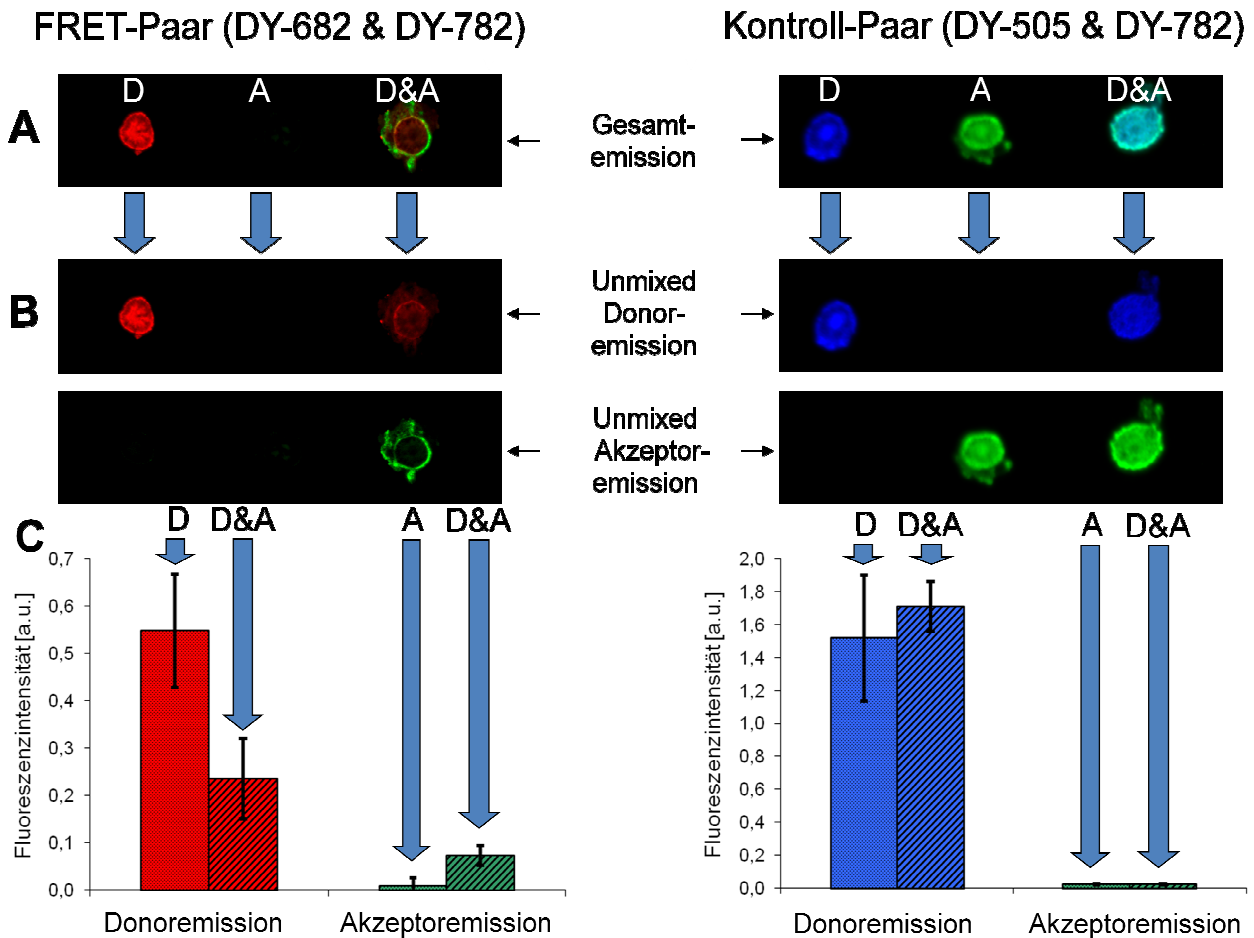 FRET-Paar (DY-682 & DY-782)
Kontroll-Paar (DY-505 & DY-782)
A
D
A
D&A
Gesamt-
emission
D
A
D&A
B
Unmixed
Donor-
emission
Unmixed
Akzeptor-
emission
C
D
D&A
A
D&A
Fluoreszenzintensität [a.u.]
0,7
0,6
0,5
0,4
0,3
0,2
0,1
0,0
Donoremission
Akzeptoremission
D
D&A
A
D&A
Fluoreszenzintensität [a.u.]
2,0
1,8
1,6
1,4
1,2
1,0
0,8
0,6
0,4
0,2
0,0
Donoremission
Akzeptoremission